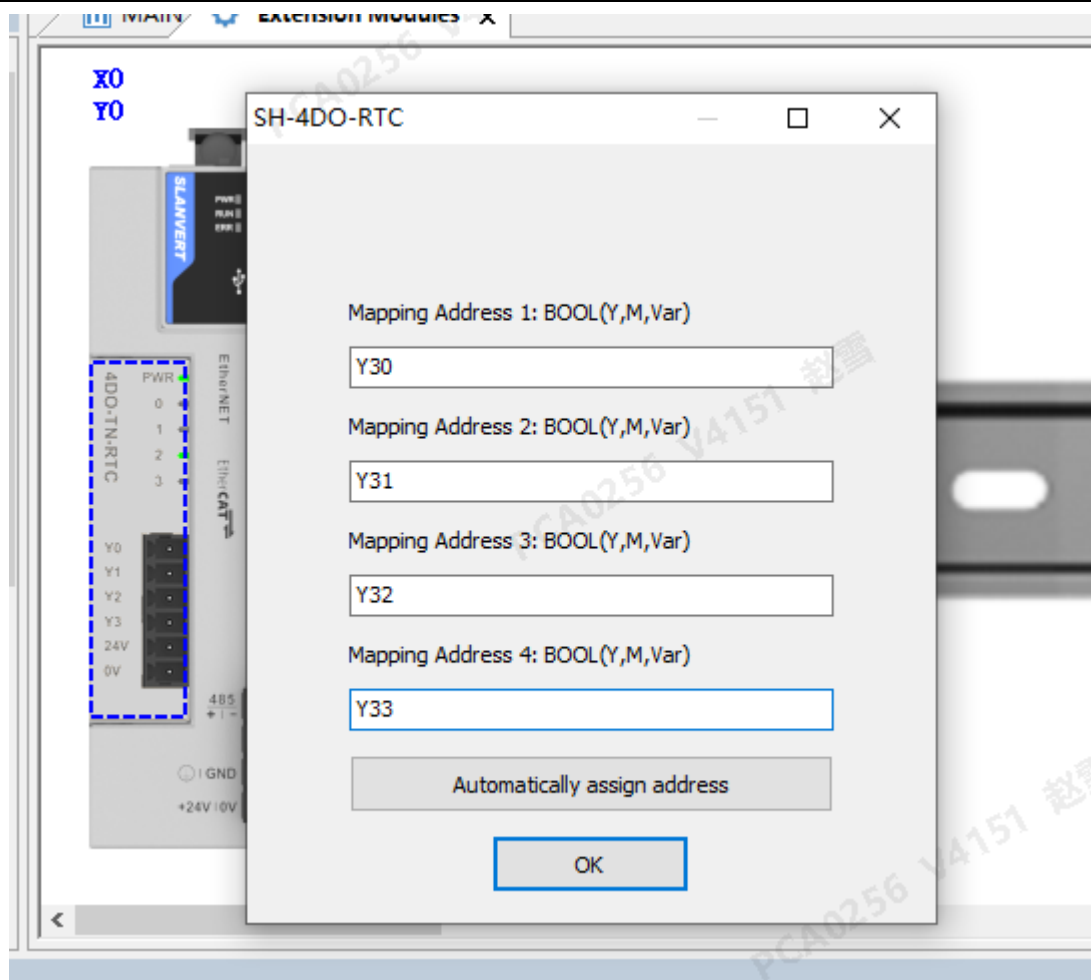 MAIN
Extension Modules X
X0
Y0
SH-4DO-RTC
SLANVERT
PWR
RUN
ERR
Mapping Address 1: BOOL(Y,M,Var)
Y30
Mapping Address 2: BOOL(Y,M,Var)
Y31
Mapping Address 3: BOOL(Y,M,Var)
Y32
Mapping Address 4: BOOL(Y,M,Var)
Y33
Automatically assign address
OK
4DO-TN-RTC
PWR
0
1
2
3
EtherNET
EtherCAT
Y0
Y1
Y2
Y3
24V
0V
485
+ | -
| GND
+24V | 0V
PCA0256 V4151 赵雪
PCA0256 V4151